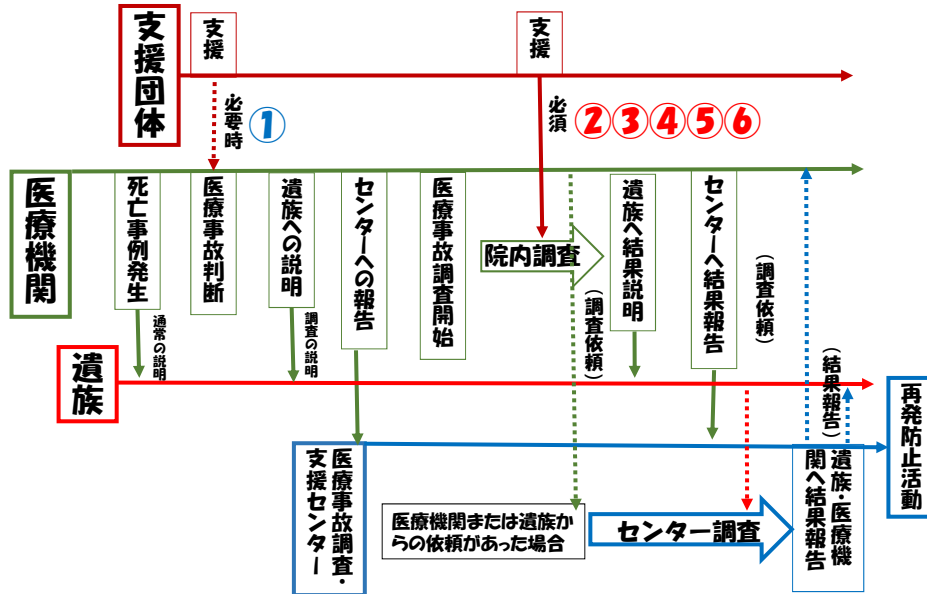 支援団体
支援
支援
必要時
①
必須
②③④⑤⑥
医療機関
死亡事例発生
医療事故判断
遺族への説明
センターへの報告
医療事故調査開始
院内調査
遺族へ結果説明
センターへ結果報告
(調査依頼)
(調査依頼)
通常の説明
調査の説明
遺族
(結果報告)
再発防止活動
医療事故調査・
支援センター
医療機関または遺族か
らの依頼があった場合
センター調査
遺族・医療機
関へ結果報告